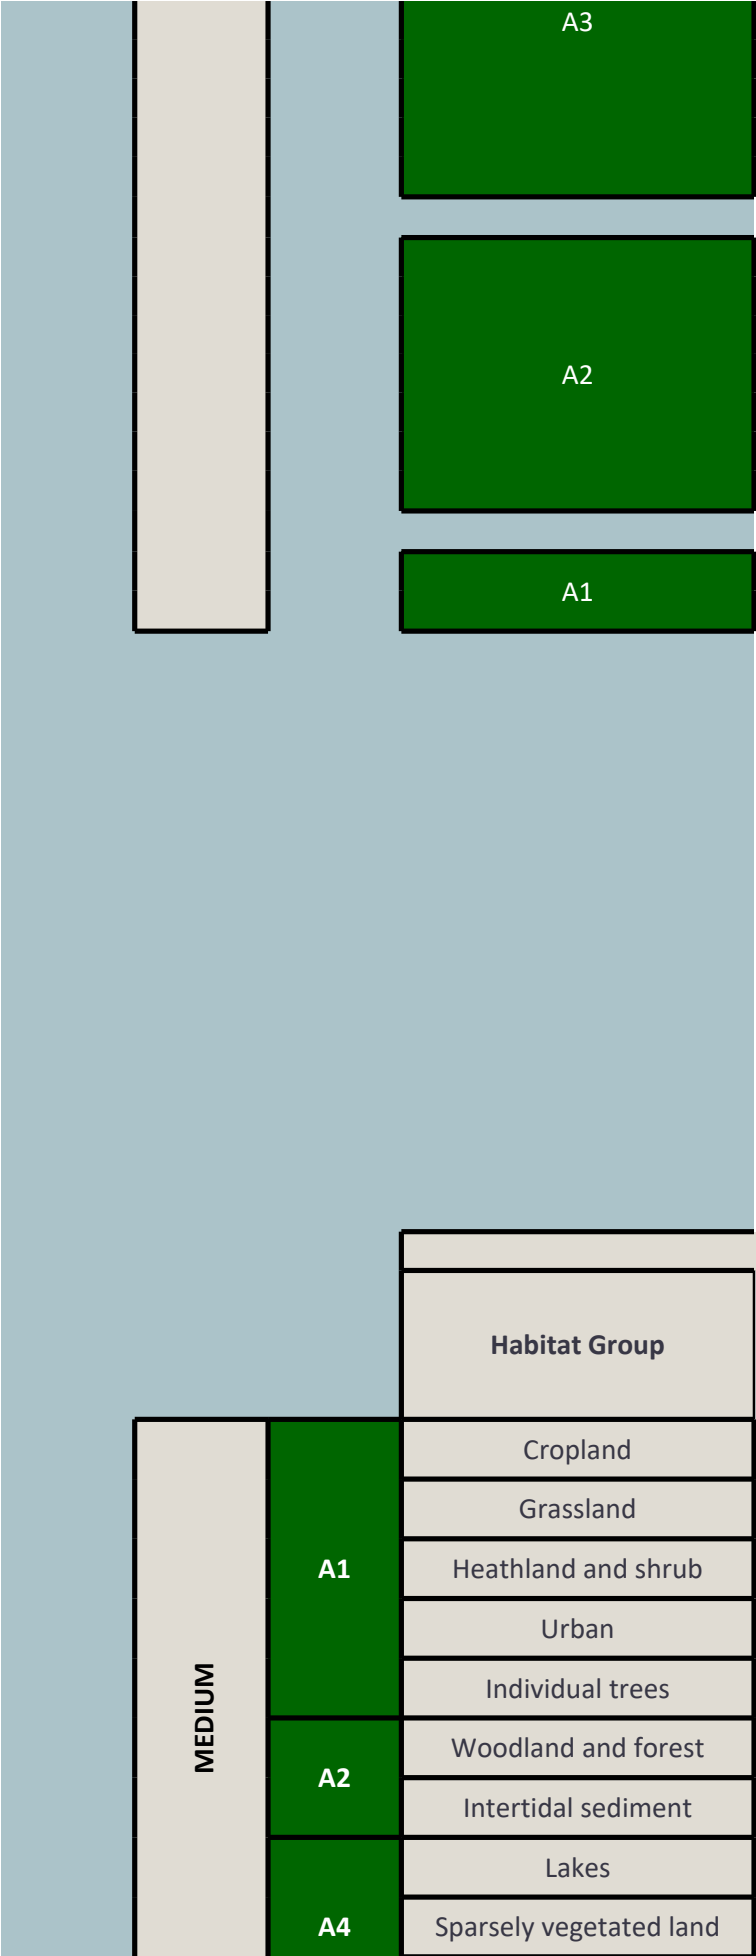 A3
A2
A1
Habitat Group
MEDIUM
A1
Cropland
Grassland
Heathland and shrub
Urban
Individual trees
A2
Woodland and forest
Intertidal sediment
A4
Lakes
Sparsely vegetated land